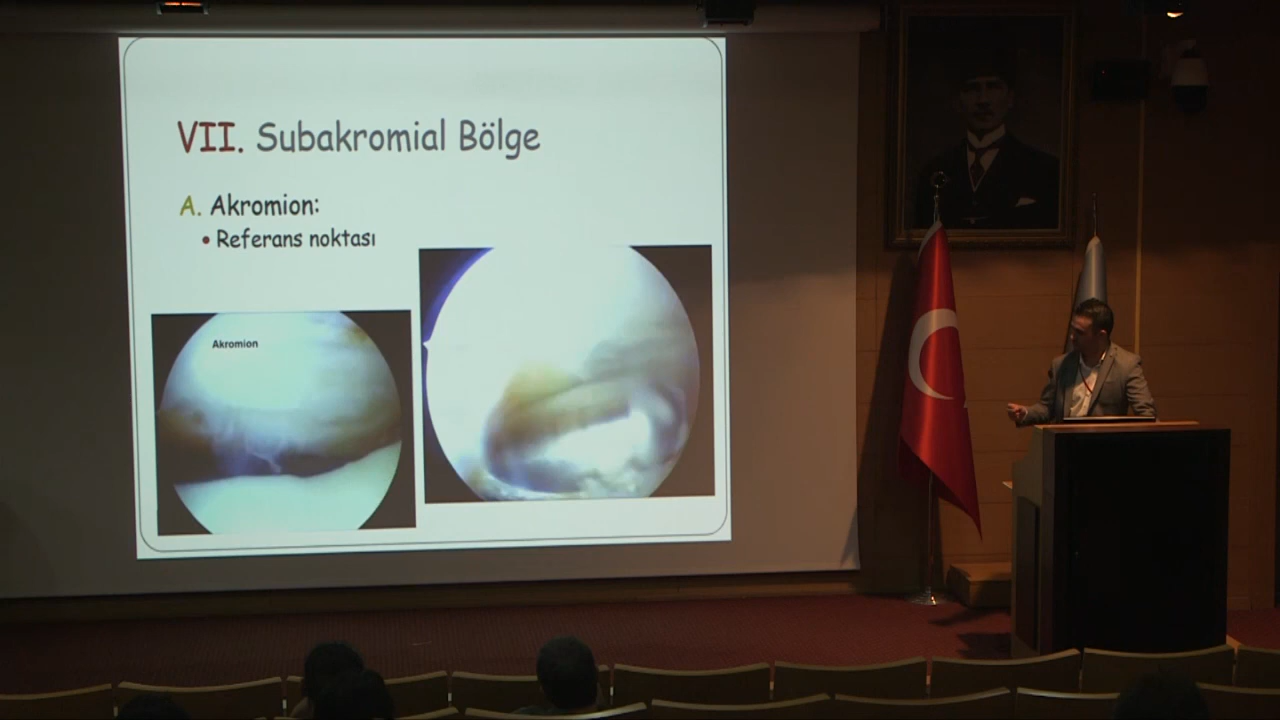 VII. Subakromial Bölge
A. Akromion:
• Referans noktası
Akromion